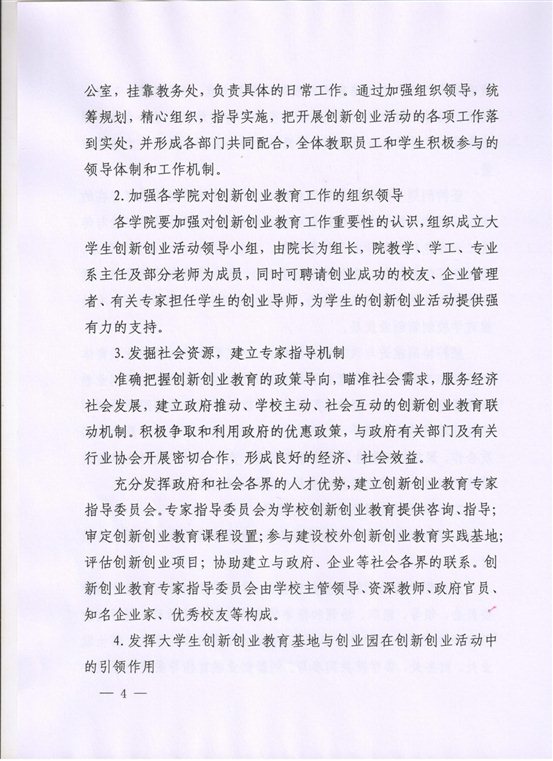 公室，挂靠教务处，负责具体的日常工作。通过加强组织领导，统
筹规划，精心组织，指导实施，把开展创新创业活动的各项工作落
到实处，并形成各部门共同配合，全体教职员工和学生积极参与的
领导体制和工作机制。
2.加强各学院对创新创业教育工作的组织领导
各学院要加强对创新创业教育工作重要性的认识，组织成立大
学生创新创业活动领导小组，由院长为组长，院教学、学工、专业
系主任及部分老师为成员，同时可聘请创业成功的校友、企业管理
者、有关专家担任学生的创业导师，为学生的创新创业活动提供强
有力的支持。
3.发掘社会资源，建立专家指导机制
准确把握创新创业教育的政策导向，瞄准社会需求，服务经济
社会发展，建立政府推动、学校主动、社会互动的创新创业教育联
动机制。积极争取和利用政府的优惠政策，与政府有关部门及有关
行业协会开展密切合作，形成良好的经济、社会效益。
充分发挥政府和社会各界的人才优势，建立创新创业教育专家
指导委员会。专家指导委员会为学校创新创业教育提供咨询、指导；
审定创新创业教育课程设置；参与建设校外创新创业教育实践基地；
评估创新创业项目；协助建立与政府、企业等社会各界的联系。创
新创业教育专家指导委员会由学校主管领导、资深教师、政府官员、
知名企业家、优秀校友等构成。
4.发挥大学生创新创业教育基地与创业园在创新创业活动中
的引领作用
— 4 —